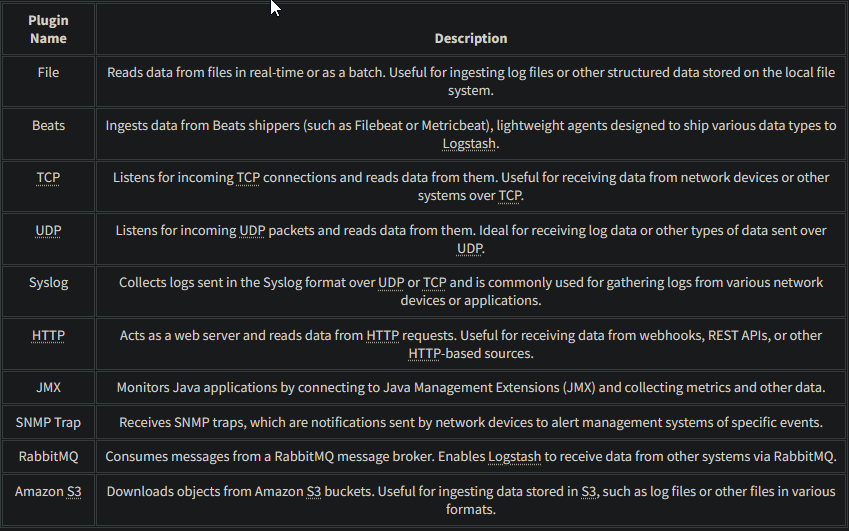 Plugin
Name
Description
File
Reads data from files in real-time or as a batch. Useful for ingesting log files or other structured data stored on the local file
system.
Beats
Ingests data from Beats shippers (such as Filebeat or Metricbeat), lightweight agents designed to ship various data types to
Logstash.
TCP
Listens for incoming TCP connections and reads data from them. Useful for receiving data from network devices or other
systems over TCP.
UDP
Listens for incoming UDP packets and reads data from them. Ideal for receiving log data or other types of data sent over
UDP.
Syslog
Collects logs sent in the Syslog format over UDP or TCP and is commonly used for gathering logs from various network
devices or applications.
HTTP
Acts as a web server and reads data from HTTP requests. Useful for receiving data from webhooks, REST APIs, or other
HTTP-based sources.
JMX
Monitors Java applications by connecting to Java Management Extensions (JMX) and collecting metrics and other data.
SNMP Trap
Receives SNMP traps, which are notifications sent by network devices to alert management systems of specific events.
RabbitMQ
Consumes messages from a RabbitMQ message broker. Enables Logstash to receive data from other systems via RabbitMQ.
Amazon S3
Downloads objects from Amazon S3 buckets. Useful for ingesting data stored in S3, such as log files or other files in various
formats.